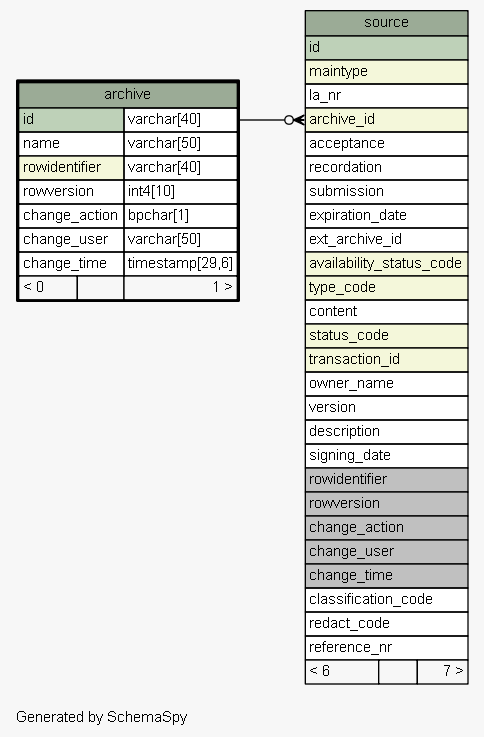 archive
id varchar[40]
name varchar[50]
rowidentifier varchar[40]
rowversion int4[10]
change_action bpchar[1]
change_user varchar[50]
change_time timestamp[29,6]
< 0 1 >
source
id
maintype
la_nr
archive_id
acceptance
recordation
submission
expiration_date
ext_archive_id
availability_status_code
type_code
content
status_code
transaction_id
owner_name
version
description
signing_date
rowidentifier
rowversion
change_action
change_user
change_time
classification_code
redact_code
reference_nr
< 6 7 >
Generated by SchemaSpy